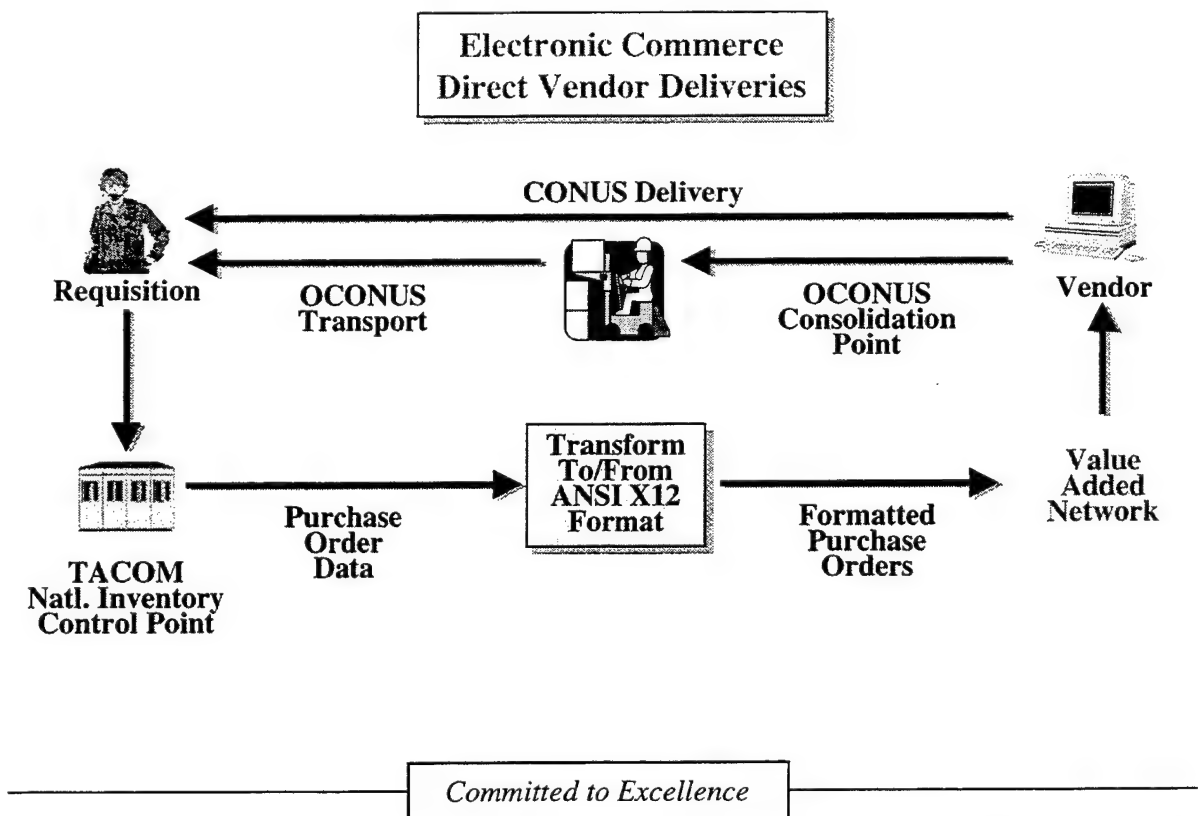 Electronic Commerce
Direct Vendor Deliveries
CONUS Delivery
Requisition
OCONUS
Transport
OCONUS
Consolidation
Point
Vendor
TACOM
Natl. Inventory
Control Point
Purchase
Order
Data
Transform
To/From
ANSI X12
Format
Formatted
Purchase
Orders
Value
Added
Network
Committed to Excellence